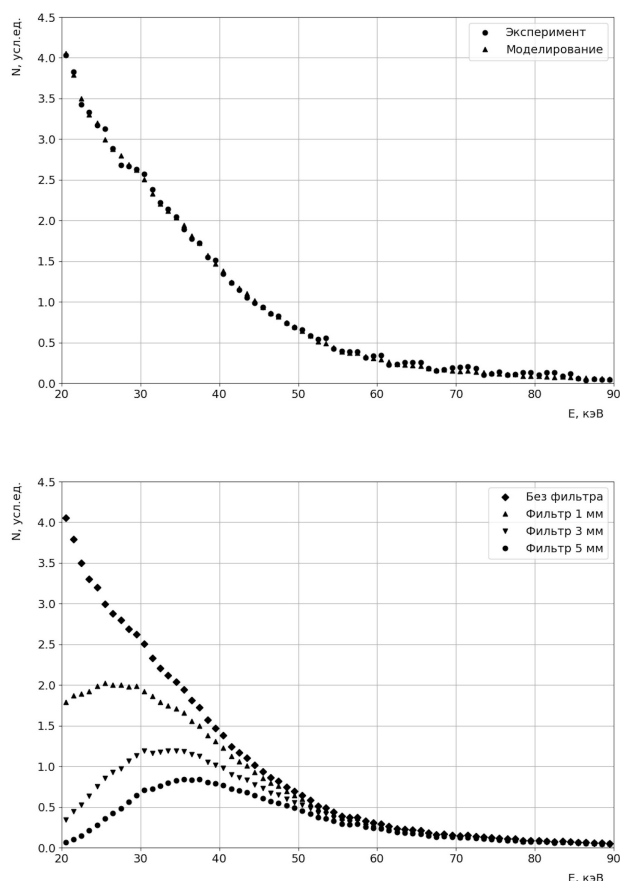 N, усл.ед.
4.5
4.0
3.5
3.0
2.5
2.0
1.5
1.0
0.5
0.0
Эксперимент
Моделирование
20 30 40 50 60 70 80 90
E, кэВ
N, усл.ед.
4.5
4.0
3.5
3.0
2.5
2.0
1.5
1.0
0.5
0.0
Без фильтра
Фильтр 1 мм
Фильтр 3 мм
Фильтр 5 мм
20 30 40 50 60 70 80 90
E, кэВ